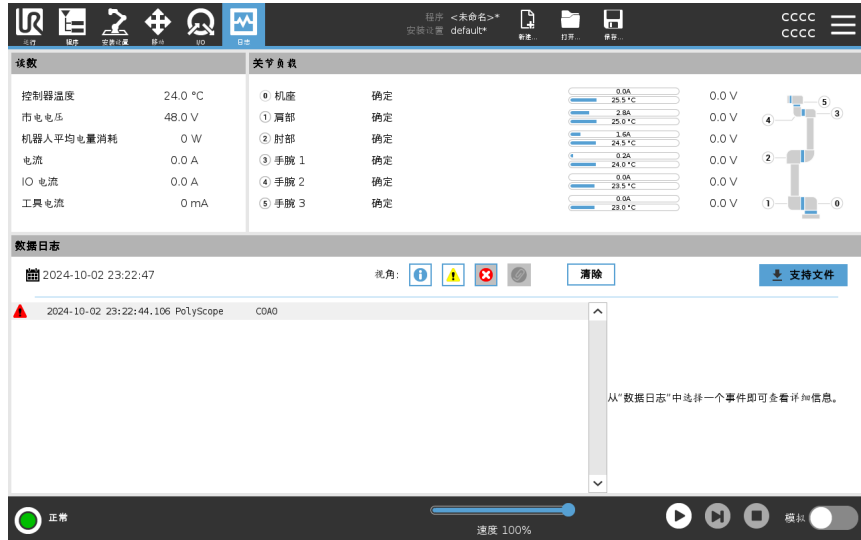 UR
运行 程序 安装设置 移动 I/O 日志
程序 <未命名>*
安装设置 default*
新建... 打开... 保存...
CCCC
CCCC
读数
控制器温度 24.0 °C
市电电压 48.0 V
机器人平均电量消耗 0 W
电流 0.0 A
IO 电流 0.0 A
工具电流 0 mA
关节负载
0 机座 确定 0.0A 25.5 °C 0.0 V
1 肩部 确定 2.8A 25.0 °C 0.0 V
2 肘部 确定 1.6A 24.5 °C 0.0 V
3 手腕 1 确定 0.2A 24.0 °C 0.0 V
4 手腕 2 确定 0.0A 23.5 °C 0.0 V
5 手腕 3 确定 0.0A 23.0 °C 0.0 V
5
3
4
2
1
0
数据日志
2024-10-02 23:22:47 视角: 清除 支持文件
2024-10-02 23:22:44.106 PolyScope C0A0
从"数据日志"中选择一个事件即可查看详细信息。
正常
速度 100%
模拟